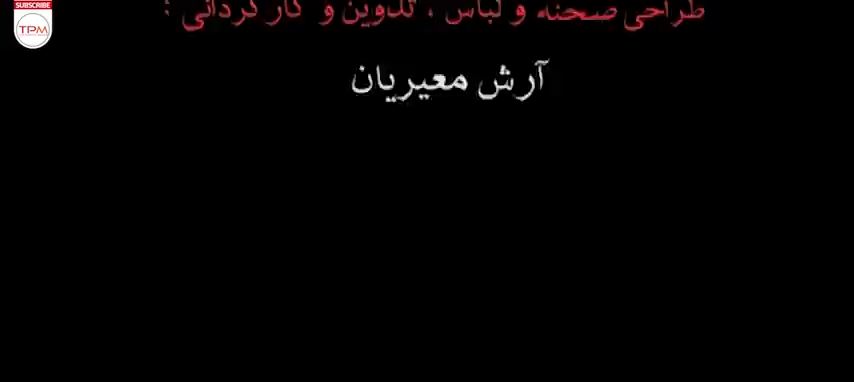 SUBSCRIBE
TPM
طراحی صحنه و لباس ، تدوین و کارگردانی :
آرش معیریان